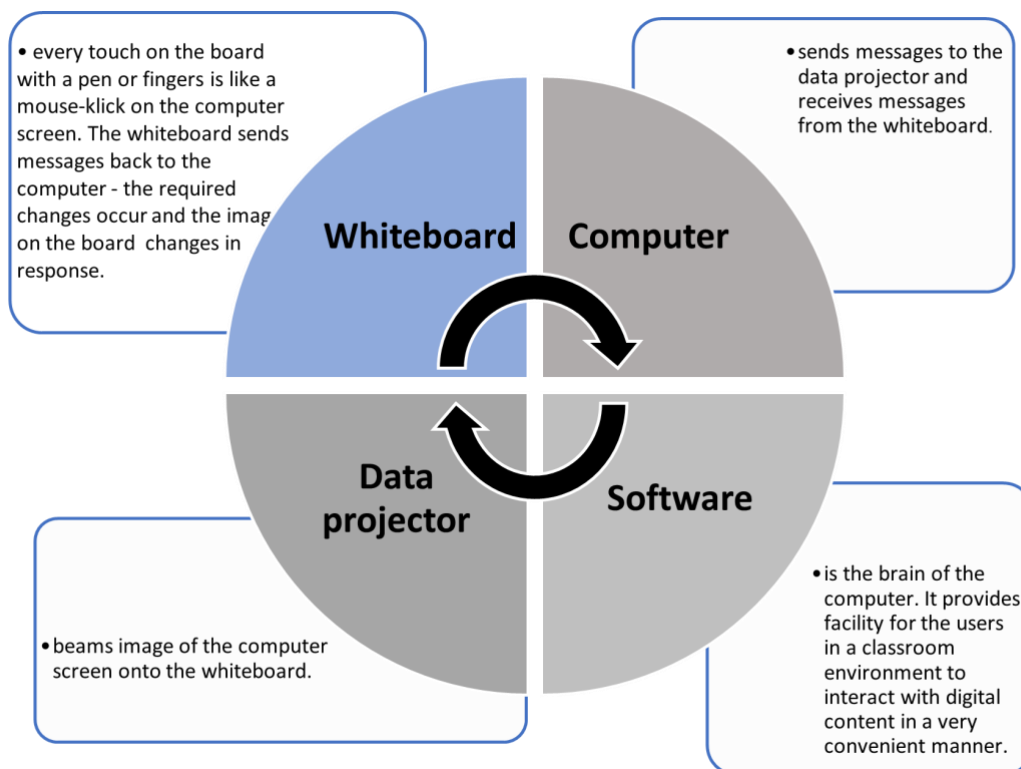 • every touch on the board
with a pen or fingers is like a
mouse-klick on the computer
screen. The whiteboard sends
messages back to the
computer - the required
changes occur and the imag
on the board  changes in
response.
•sends messages to the
data projector and
receives messages
from the whiteboard.
Whiteboard
Computer
Data
projector
Software
•beams image of the computer
screen onto the whiteboard.
•is the brain of the
computer. It provides
facility for the users
in a classroom
environment to
interact with digital
content in a very
convenient manner.